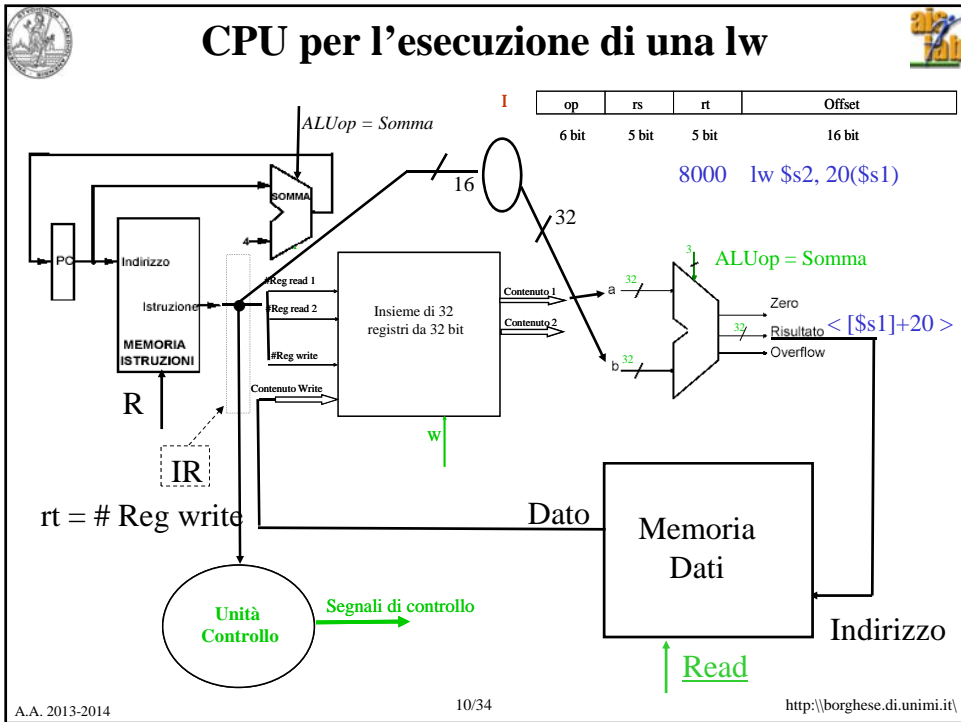 CPU per l'esecuzione di una lw
I
op rs rt Offset
6 bit 5 bit 5 bit 16 bit
8000 lw $s2, 20($s1)
ALUop = Somma
16
32
SOMMA
4
PC
Indirizzo
Istruzione
MEMORIA
ISTRUZIONI
R
IR
#Reg read 1
#Reg read 2
#Reg write
Contenuto Write
Insieme di 32
registri da 32 bit
Contenuto 1
Contenuto 2
W
a
32
b
32
3
ALUop = Somma
Zero
32
Risultato
Overflow
< [$s1]+20 >
rt = # Reg write
Dato
Memoria
Dati
Indirizzo
Read
Unità
Controllo
Segnali di controllo
A.A. 2013-2014
10/34
http:\\borghese.di.unimi.it\